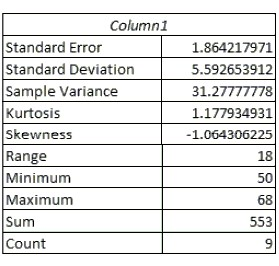 Column1
Standard Error 1.864217971
Standard Deviation 5.592653912
Sample Variance 31.27777778
Kurtosis 1.177934931
Skewness -1.064306225
Range 18
Minimum 50
Maximum 68
Sum 553
Count 9